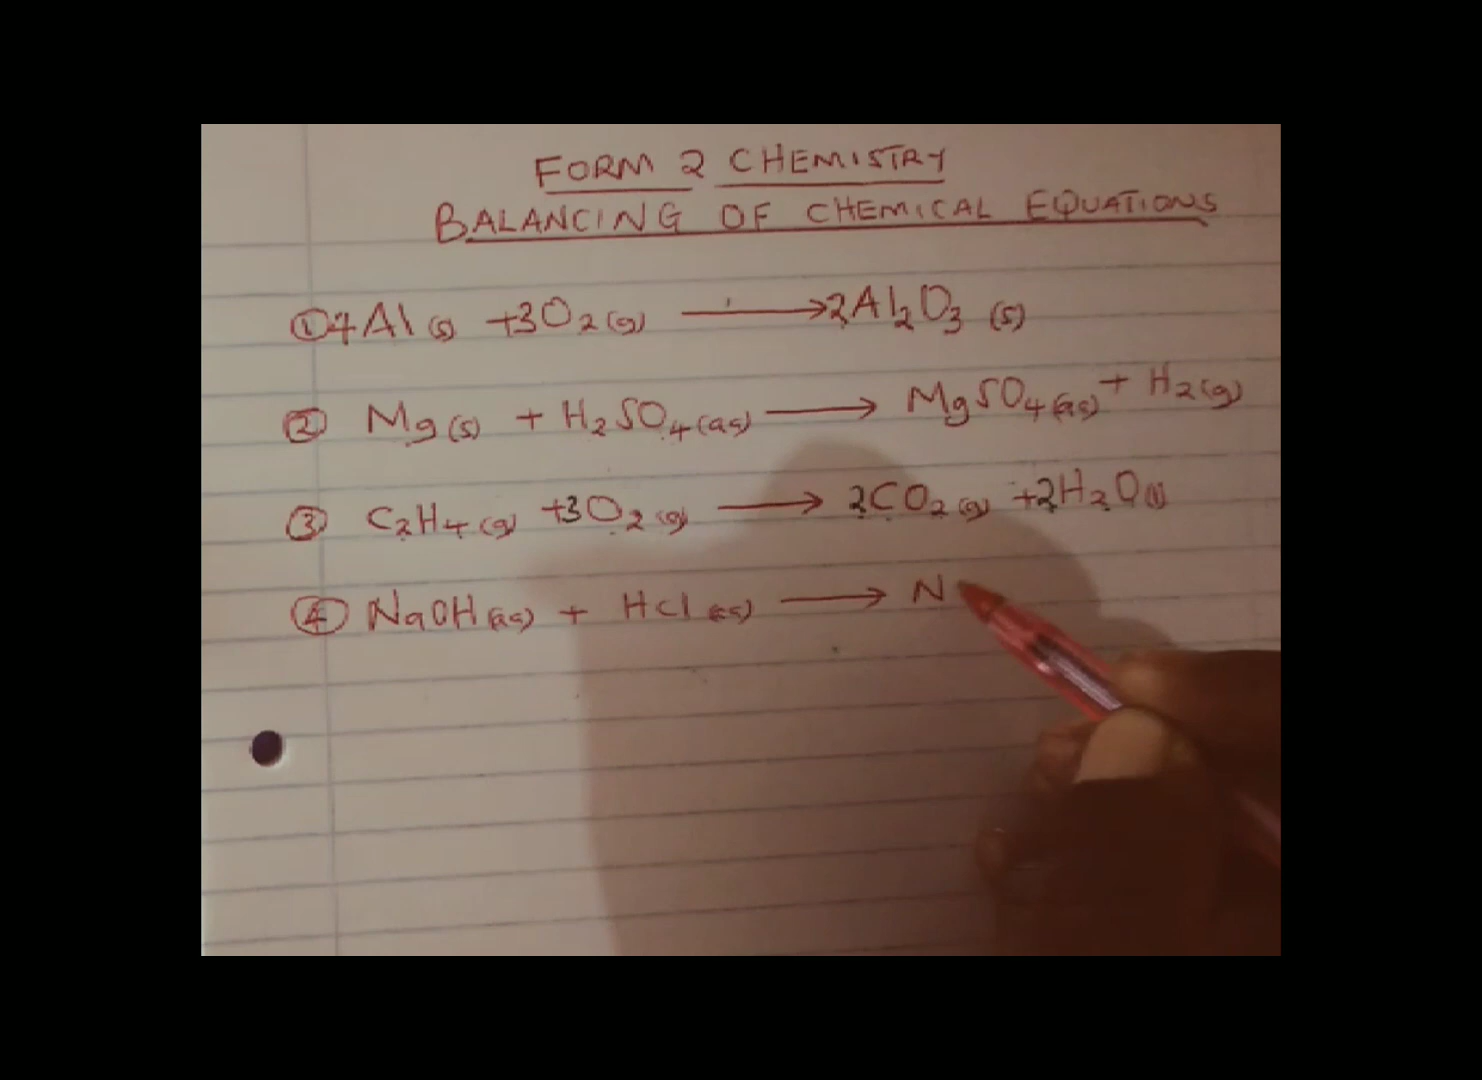 FORM 2 CHEMISTRY
BALANCING OF CHEMICAL EQUATIONS
① 4Al(s) + 3O₂(g) ⟶ 2Al₂O₃ (s)
② Mg(s) + H₂SO₄(aq) ⟶ MgSO₄(aq) + H₂(g)
③ C₂H₄(g) + 3O₂(g) ⟶ 2CO₂(g) + 2H₂O(l)
④ NaOH(aq) + HCl(aq) ⟶ N